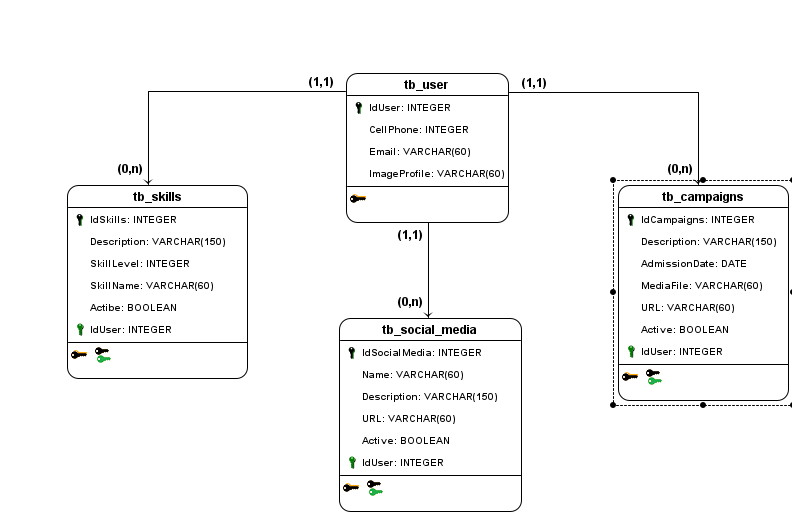 (1,1)
tb_user
(1,1)
IdUser: INTEGER
CellPhone: INTEGER
Email: VARCHAR(60)
ImageProfile: VARCHAR(60)
(0,n)
tb_skills
IdSkills: INTEGER
Description: VARCHAR(150)
SkillLevel: INTEGER
SkillName: VARCHAR(60)
Actibe: BOOLEAN
IdUser: INTEGER
(1,1)
(0,n)
tb_social_media
IdSocialMedia: INTEGER
Name: VARCHAR(60)
Description: VARCHAR(150)
URL: VARCHAR(60)
Active: BOOLEAN
IdUser: INTEGER
(0,n)
tb_campaigns
IdCampaigns: INTEGER
Description: VARCHAR(150)
AdmissionDate: DATE
MediaFile: VARCHAR(60)
URL: VARCHAR(60)
Active: BOOLEAN
IdUser: INTEGER